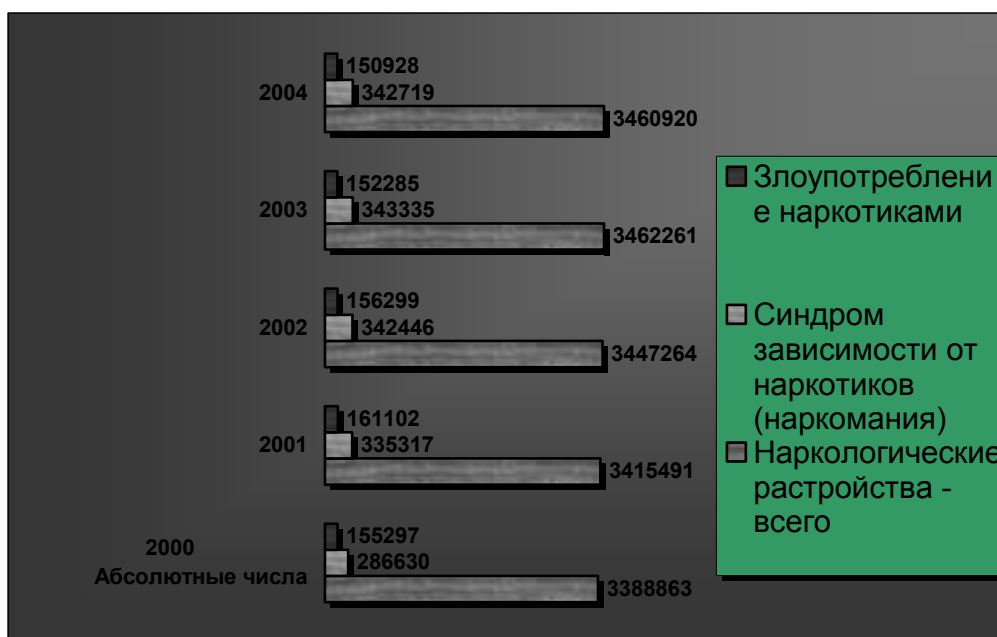 150928
2004
342719
3460920
152285
2003
343335
3462261
156299
2002
342446
3447264
161102
2001
335317
3415491
155297
2000
286630
Абсолютные числа
3388863
Злоупотреблени
е наркотиками
Синдром
зависимости от
наркотиков
(наркомания)
Наркологические
растройства -
всего